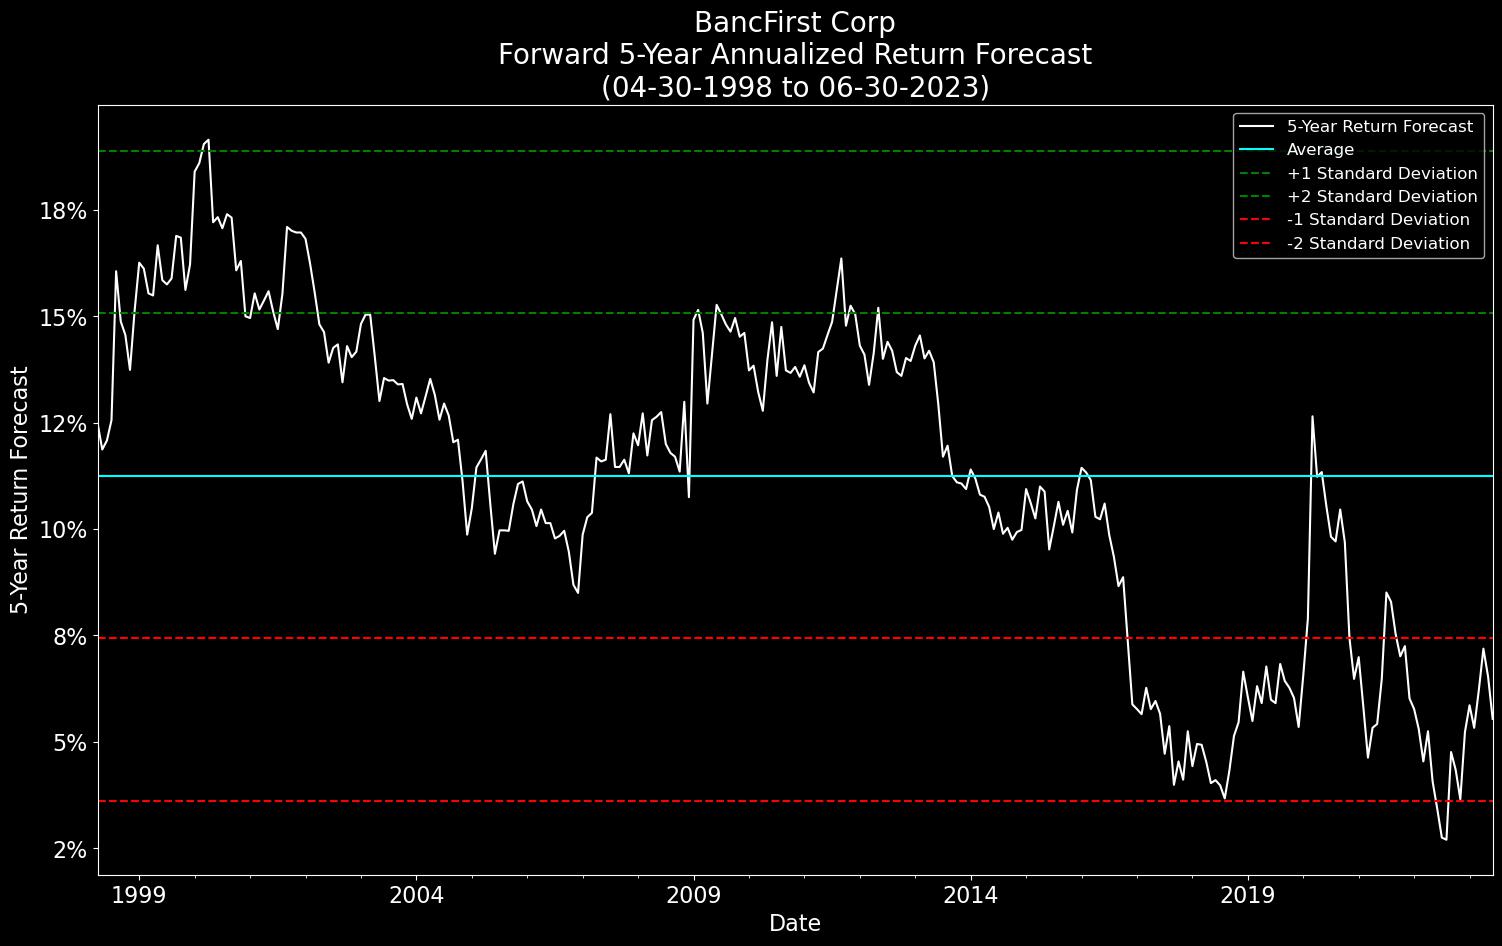 BancFirst Corp
Forward 5-Year Annualized Return Forecast
(04-30-1998 to 06-30-2023)
5-Year Return Forecast
Average
+1 Standard Deviation
+2 Standard Deviation
-1 Standard Deviation
-2 Standard Deviation
5-Year Return Forecast
18%
15%
12%
10%
8%
5%
2%
1999
2004
2009
2014
2019
Date